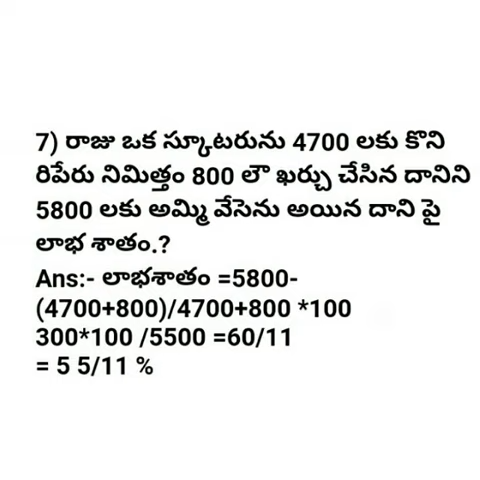 7) రాజు ఒక స్కూటరును 4700 లకు కొని
రిపేరు నిమిత్తం 800 లౌ ఖర్చు చేసిన దానిని
5800 లకు అమ్మి వేసెను అయిన దాని పై
లాభ శాతం.?
Ans:- లాభశాతం =5800-
(4700+800)/4700+800 *100
300*100 /5500 =60/11
= 5 5/11 %